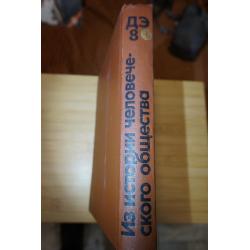 ДЭ
8
Из истории человече-
ского общества